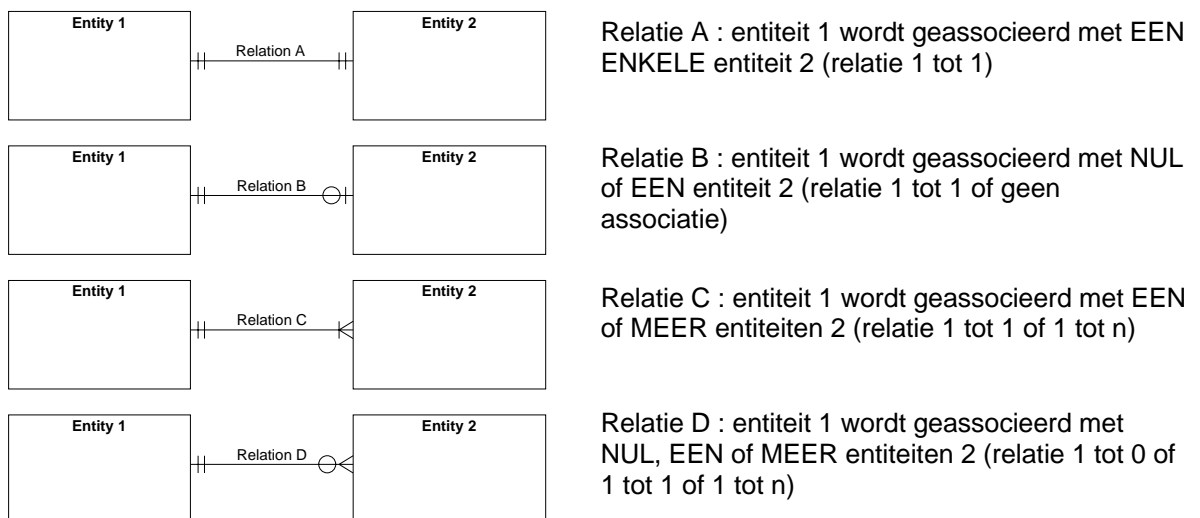 Entity 1
Relation A
Entity 2
Relatie A : entiteit 1 wordt geassocieerd met EEN
ENKELE entiteit 2 (relatie 1 tot 1)
Entity 1
Relation B
Entity 2
Relatie B : entiteit 1 wordt geassocieerd met NUL
of EEN entiteit 2 (relatie 1 tot 1 of geen
associatie)
Entity 1
Relation C
Entity 2
Relatie C : entiteit 1 wordt geassocieerd met EEN
of MEER entiteiten 2 (relatie 1 tot 1 of 1 tot n)
Entity 1
Relation D
Entity 2
Relatie D : entiteit 1 wordt geassocieerd met
NUL, EEN of MEER entiteiten 2 (relatie 1 tot 0 of
1 tot 1 of 1 tot n)